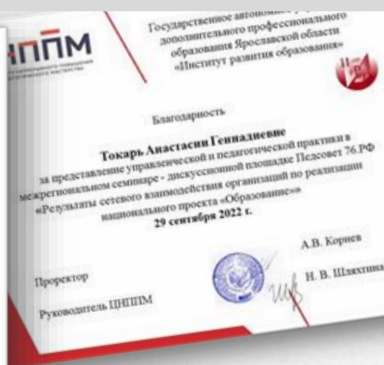 ЦНППМ
Государственное автономное
дополнительного профессионального
образования Ярославской области
«Институт развития образования»
Благодарность
Токарь Анастасии Геннадиевне
за представление управленческой и педагогической практики в
межрегиональном семинаре - дискуссионной площадке Педсовет 76.РФ
«Результаты сетевого взаимодействия организаций по реализации
национального проекта «Образование»»
29 сентября 2022 г.
Проректор
А.В. Корнев
Руководитель ЦНППМ
Н. В. Шляхтина